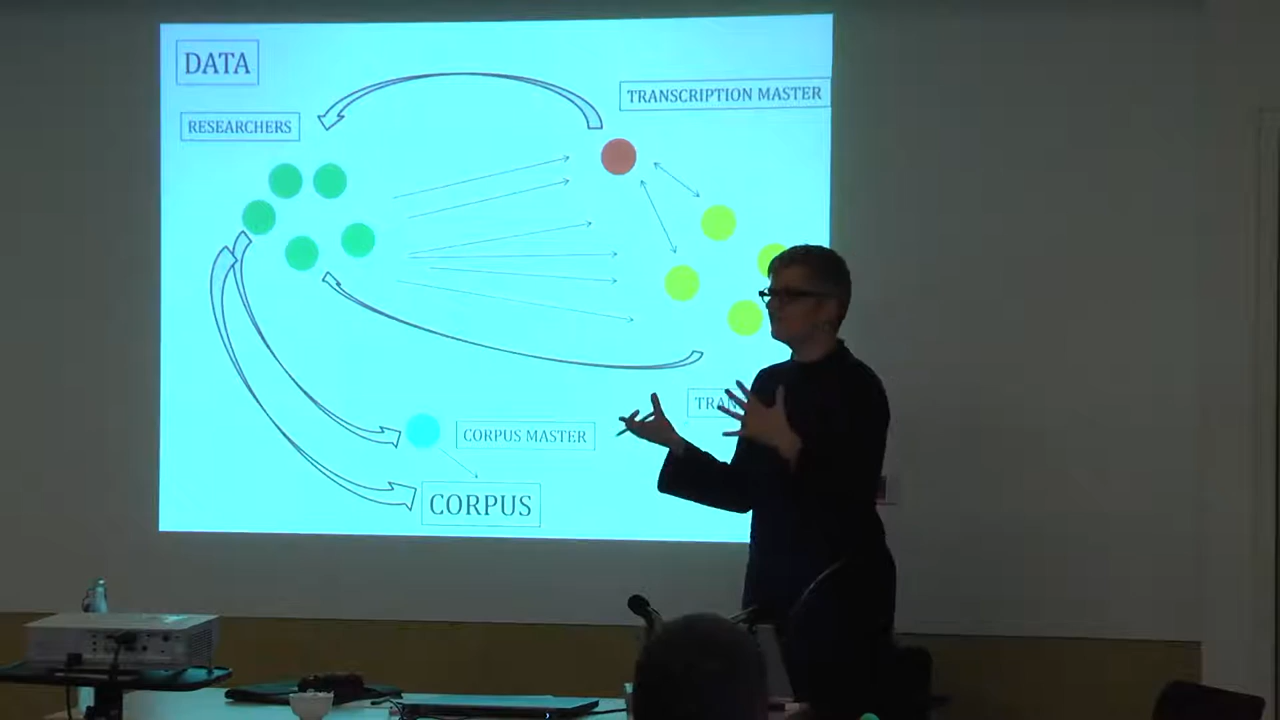 DATA
TRANSCRIPTION MASTER
RESEARCHERS
CORPUS MASTER
CORPUS